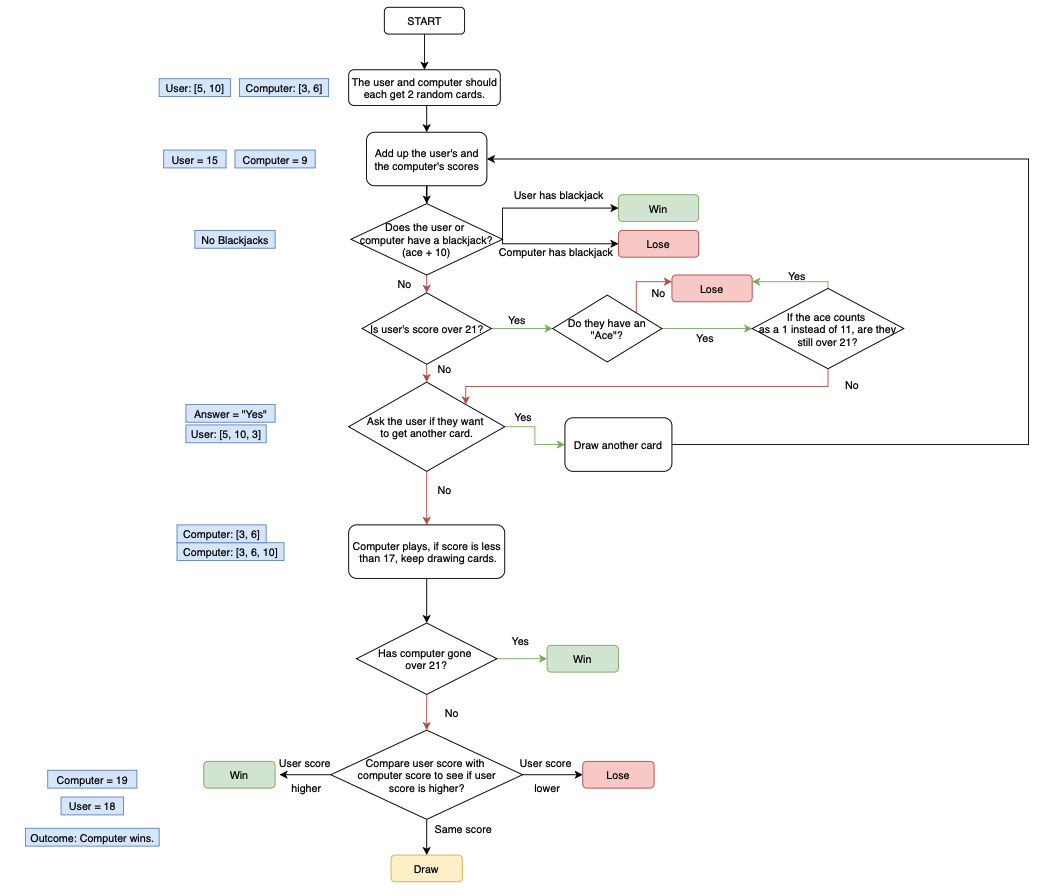 START
User: [5, 10]
Computer: [3, 6]
The user and computer should
each get 2 random cards.
User = 15
Computer = 9
Add up the user's and
the computer's scores
User has blackjack
Win
No Blackjacks
Does the user or
computer have a blackjack?
(ace + 10)
Computer has blackjack
Lose
No
Yes
Lose
No
Is user's score over 21?
Yes
Do they have an
"Ace"?
Yes
If the ace counts
as a 1 instead of 11, are they
still over 21?
No
No
Answer = "Yes"
User: [5, 10, 3]
Ask the user if they want
to get another card.
Yes
Draw another card
No
Computer: [3, 6]
Computer: [3, 6, 10]
Computer plays, if score is less
than 17, keep drawing cards.
Has computer gone
over 21?
Yes
Win
No
Computer = 19
User = 18
Outcome: Computer wins.
Win
User score
higher
Compare user score with
computer score to see if user
score is higher?
User score
lower
Lose
Same score
Draw